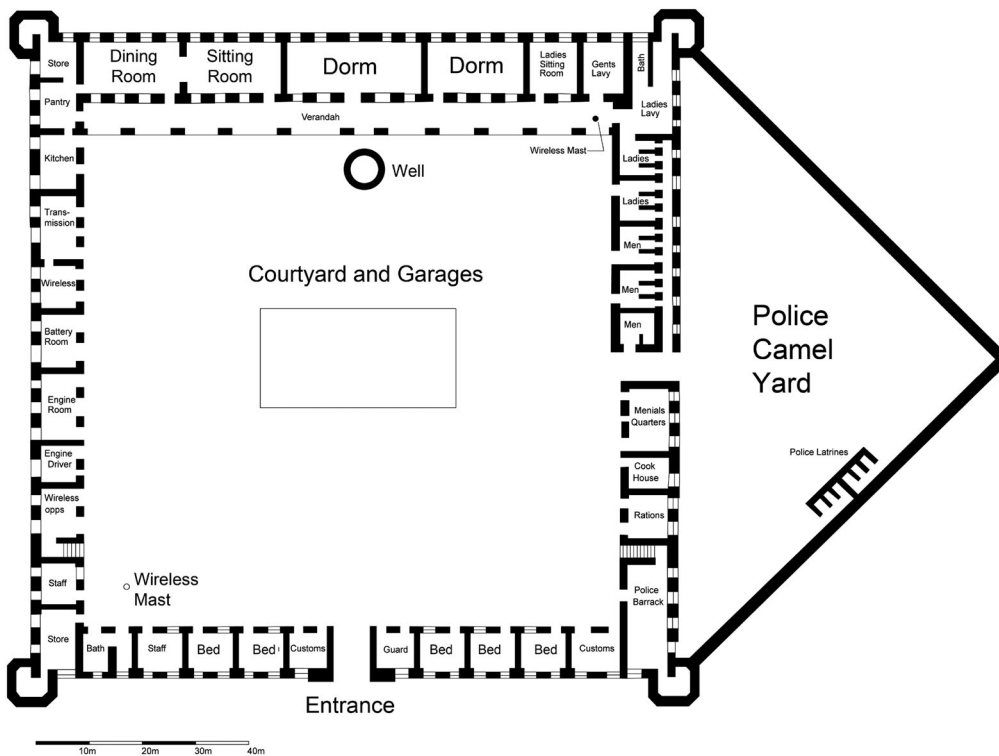 Store
Dining
Room
Sitting
Room
Dorm
Dorm
Ladies
Sitting
Room
Gents
Lavy
Bath
Pantry
Ladies
Lavy
Verandah
Wireless Mast
Kitchen
Well
Ladies
Ladies
Trans-
mission
Men
Wireless
Courtyard and Garages
Men
Battery
Room
Men
Police
Camel
Yard
Engine
Room
Menials
Quarters
Engine
Driver
Cook
House
Police Latrines
Wireless
opps
Rations
Staff
Wireless
Mast
Police
Barrack
Store
Bath
Staff
Bed
Bed
Customs
Guard
Bed
Bed
Bed
Customs
Entrance
10m 20m 30m 40m